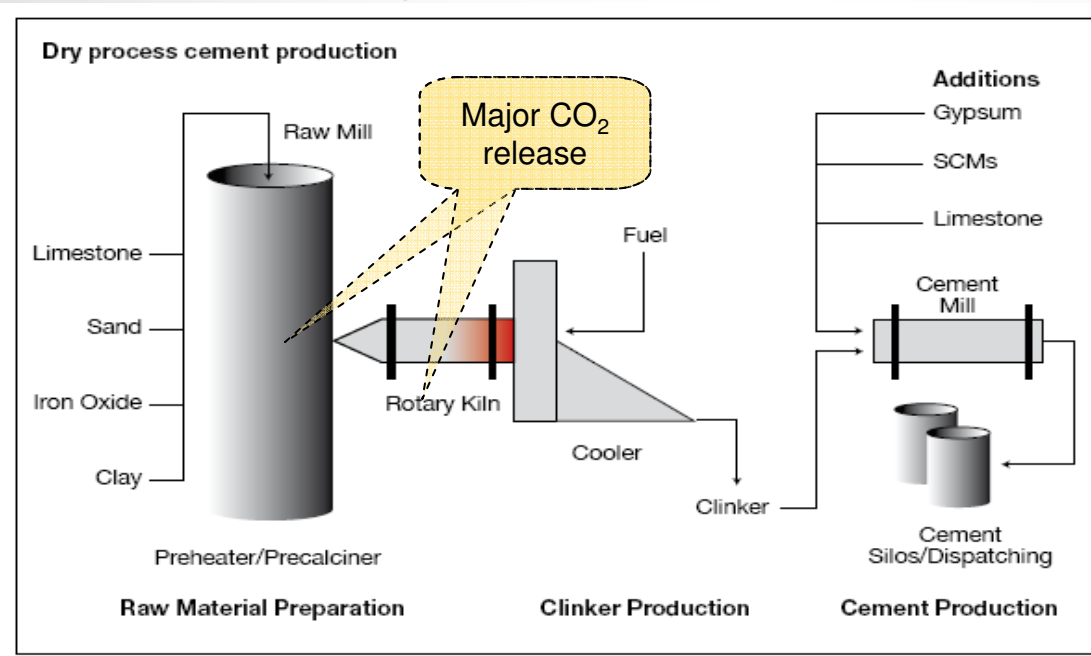 Dry process cement production
Major CO₂
release
Raw Mill
Limestone
Sand
Iron Oxide
Clay
Preheater/Precalciner
Raw Material Preparation
Rotary Kiln
Fuel
Cooler
Clinker
Clinker Production
Additions
Gypsum
SCMs
Limestone
Cement
Mill
Cement
Silos/Dispatching
Cement Production